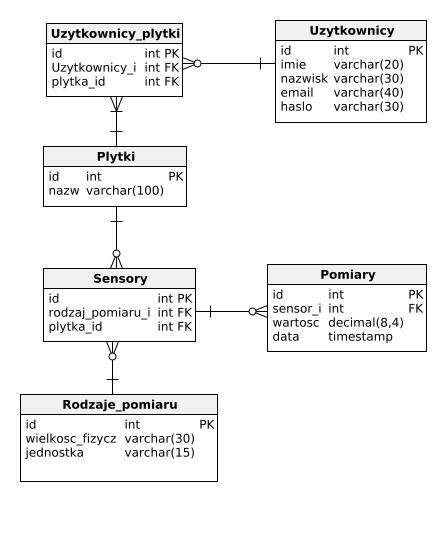 Uzytkownicy_plytki
id int PK
Uzytkownicy_i int FK
plytka_id int FK
Uzytkownicy
id int PK
imie varchar(20)
nazwisk varchar(30)
email varchar(40)
haslo varchar(30)
Plytki
id int PK
nazw varchar(100)
Sensory
id int PK
rodzaj_pomiaru_i int FK
plytka_id int FK
Pomiary
id int PK
sensor_i int FK
wartosc decimal(8,4)
data timestamp
Rodzaje_pomiaru
id int PK
wielkosc_fizycz varchar(30)
jednostka varchar(15)